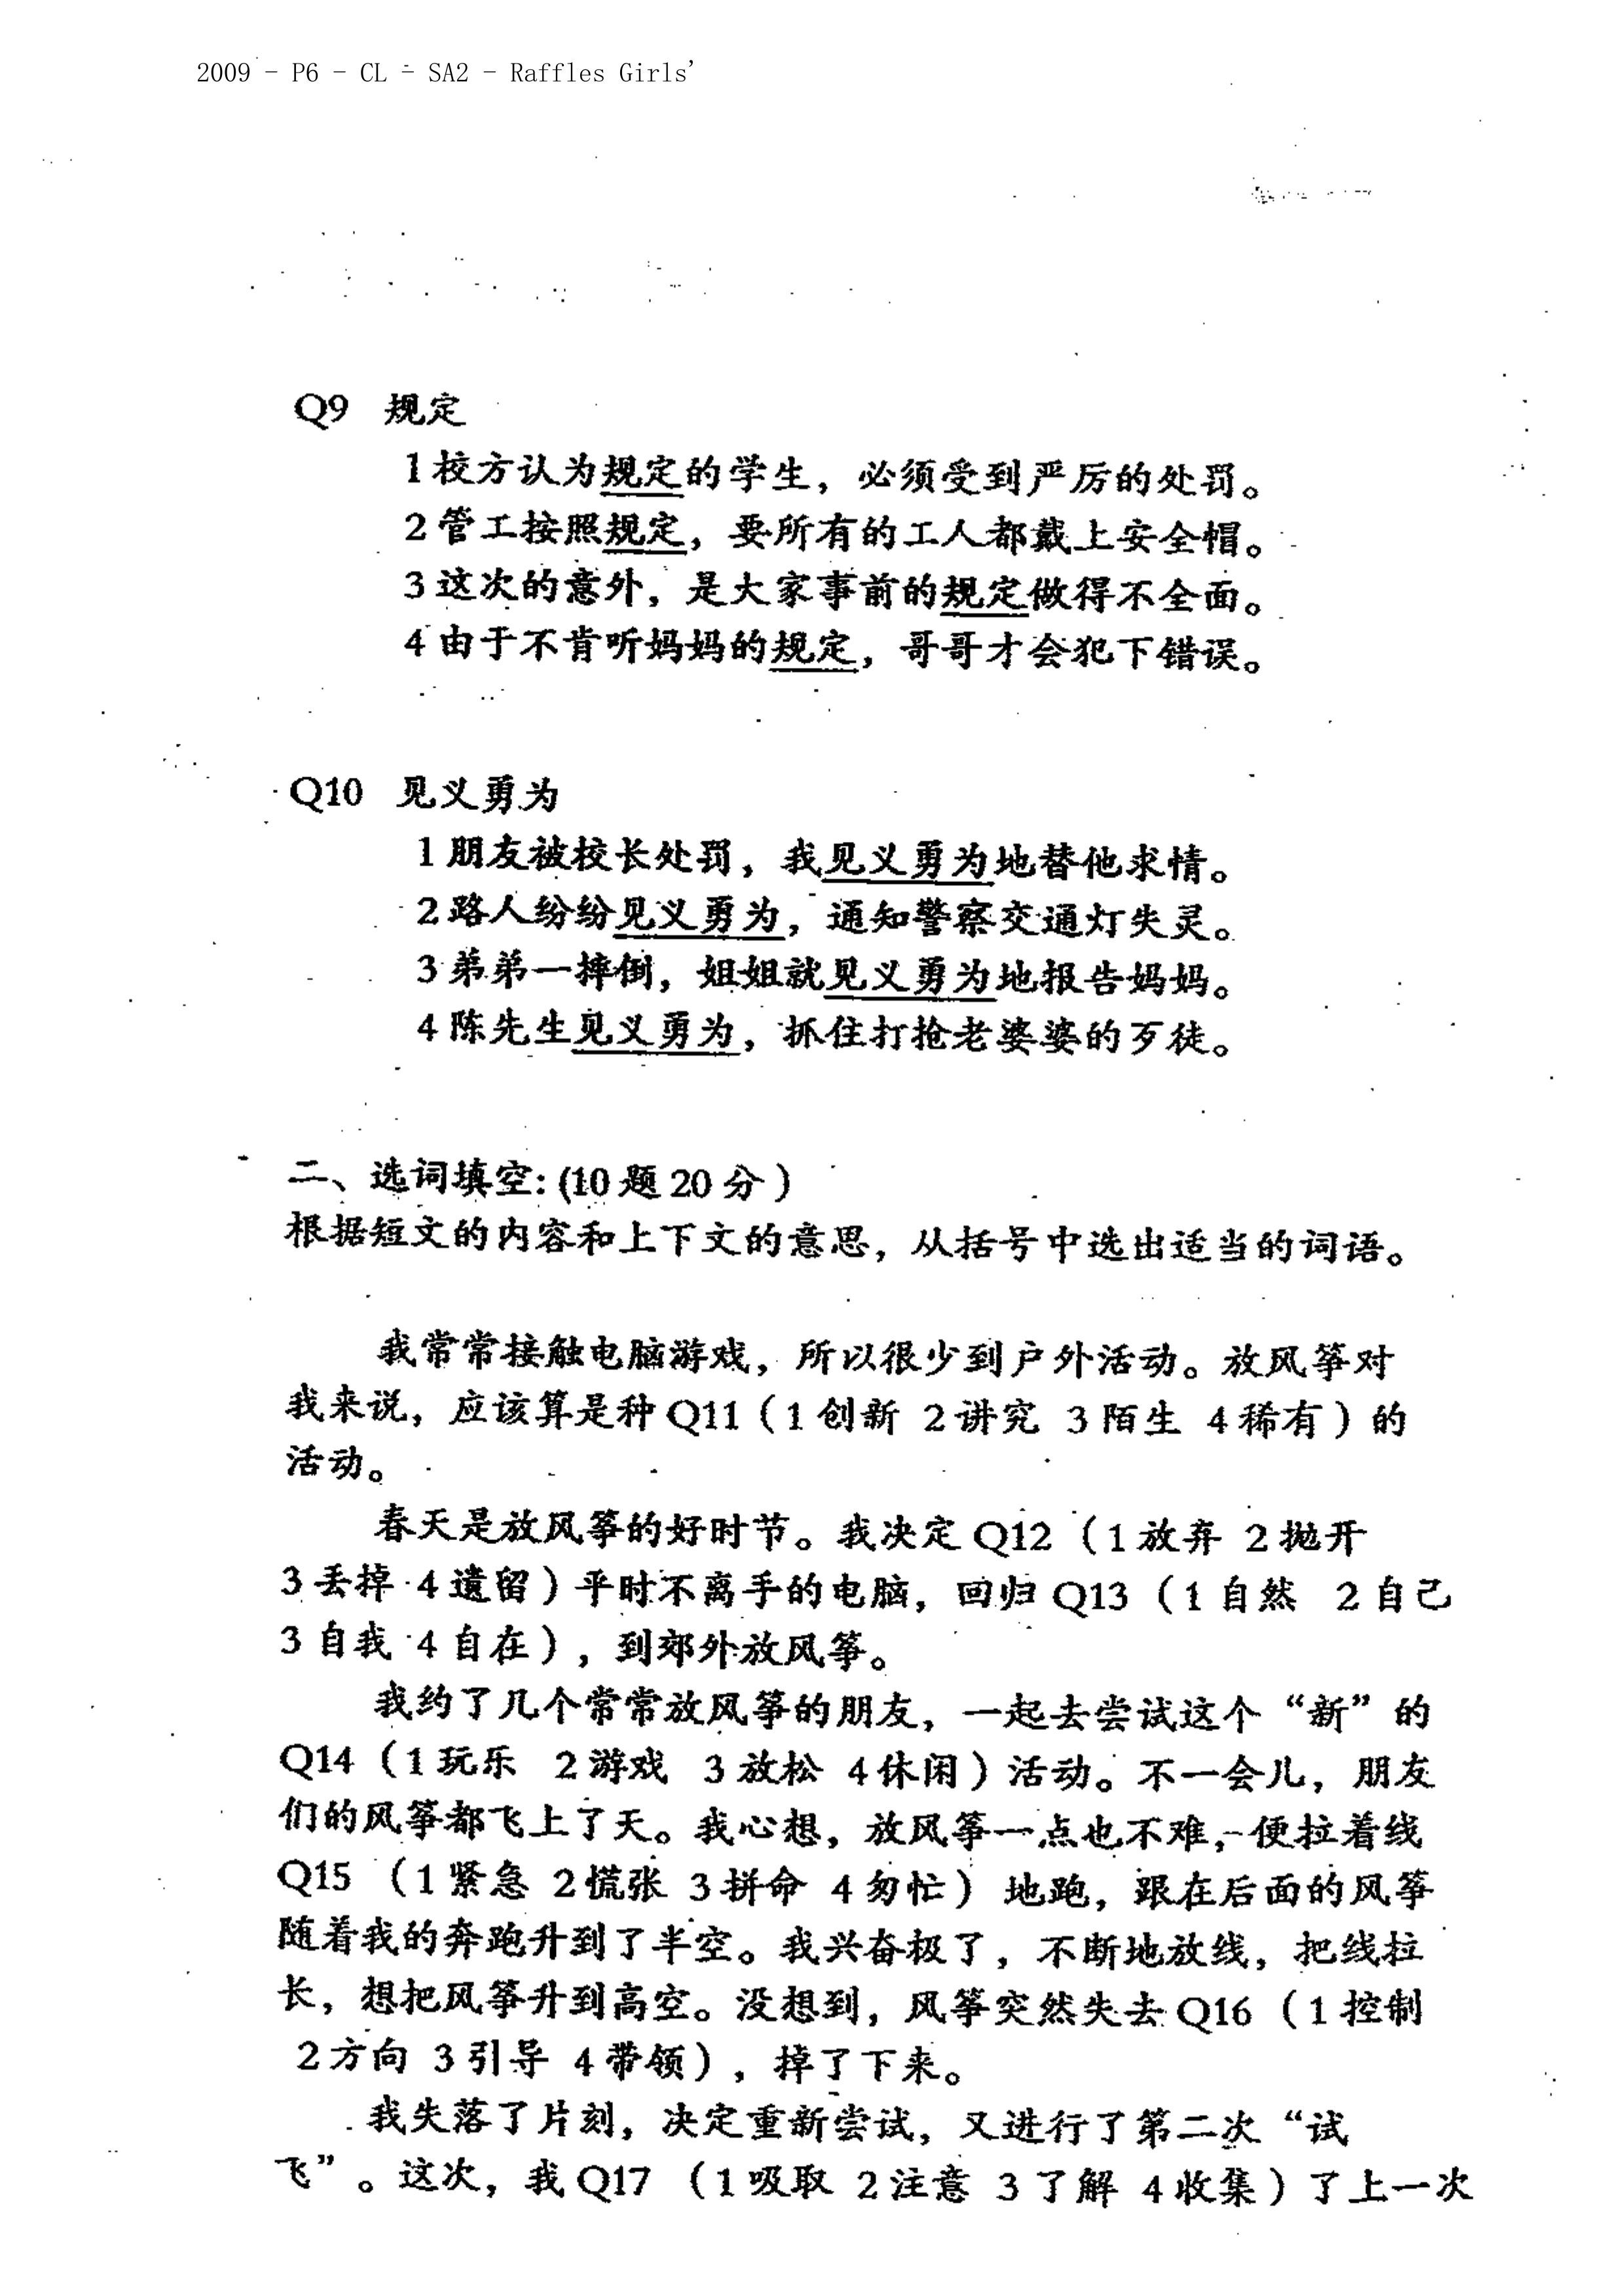 2009 - P6 - CL - SA2 - Raffles Girls'
Q9 规定
1 校方认为规定的学生，必须受到严厉的处罚。
2 管工按照规定，要所有的工人都戴上安全帽。
3 这次的意外，是大家事前的规定做得不全面。
4 由于不肯听妈妈的规定，哥哥才会犯下错误。
Q10 见义勇为
1 朋友被校长处罚，我见义勇为地替他求情。
2 路人纷纷见义勇为，通知警察交通灯失灵。
3 弟弟一摔倒，姐姐就见义勇为地报告妈妈。
4 陈先生见义勇为，抓住打抢老婆婆的歹徒。
二、选词填空：(10题20分)
根据短文的内容和上下文的意思，从括号中选出适当的词语。
我常常接触电脑游戏，所以很少到户外活动。放风筝对
我来说，应该算是种Q11（1创新 2讲究 3陌生 4稀有）的
活动。
春天是放风筝的好时节。我决定Q12（1放弃 2抛开
3丢掉 4遗留）平时不离手的电脑，回归Q13（1自然 2自己
3自我 4自在），到郊外放风筝。
我约了几个常常放风筝的朋友，一起去尝试这个“新”的
Q14（1玩乐 2游戏 3放松 4休闲）活动。不一会儿，朋友
们的风筝都飞上了天。我心想，放风筝一点也不难，便拉着线
Q15（1紧急 2慌张 3拼命 4匆忙）地跑，跟在后面的风筝
随着我的奔跑升到了半空。我兴奋极了，不断地放线，把线拉
长，想把风筝升到高空。没想到，风筝突然失去Q16（1控制
2方向 3引导 4带领），掉了下来。
我失落了片刻，决定重新尝试，又进行了第二次“试
飞”。这次，我Q17（1吸取 2注意 3了解 4收集）了上一次